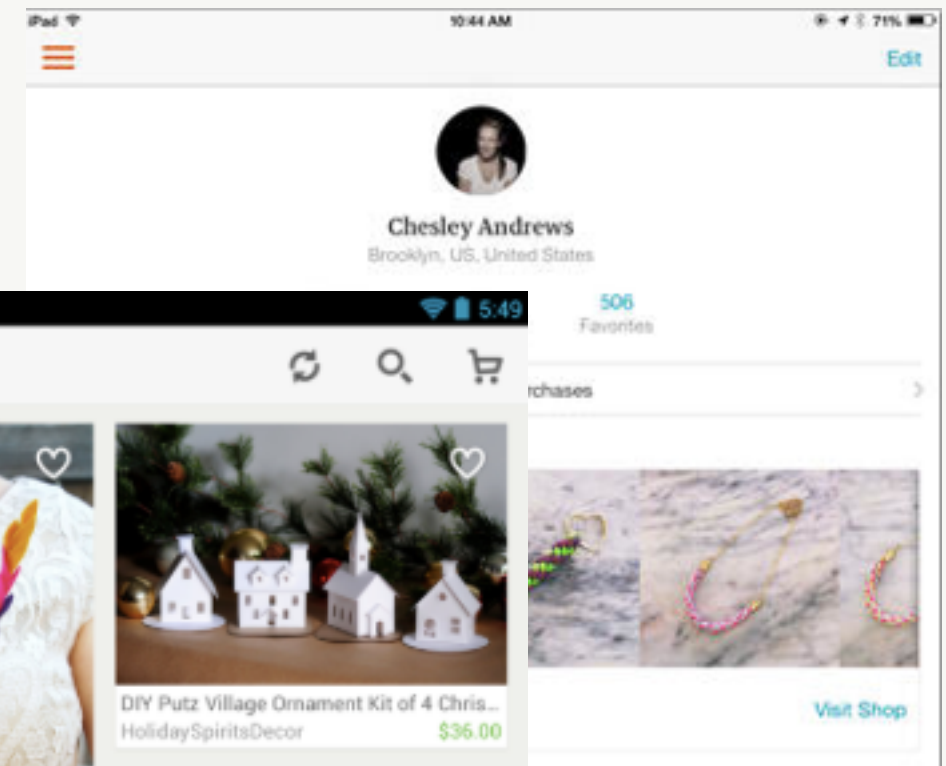 iPad 10:44 AM 71%
Edit
Chesley Andrews
Brooklyn, US, United States
506
Favorites
rchases
Visit Shop
5:49
DIY Putz Village Ornament Kit of 4 Chris...
HolidaySpiritsDecor $36.00